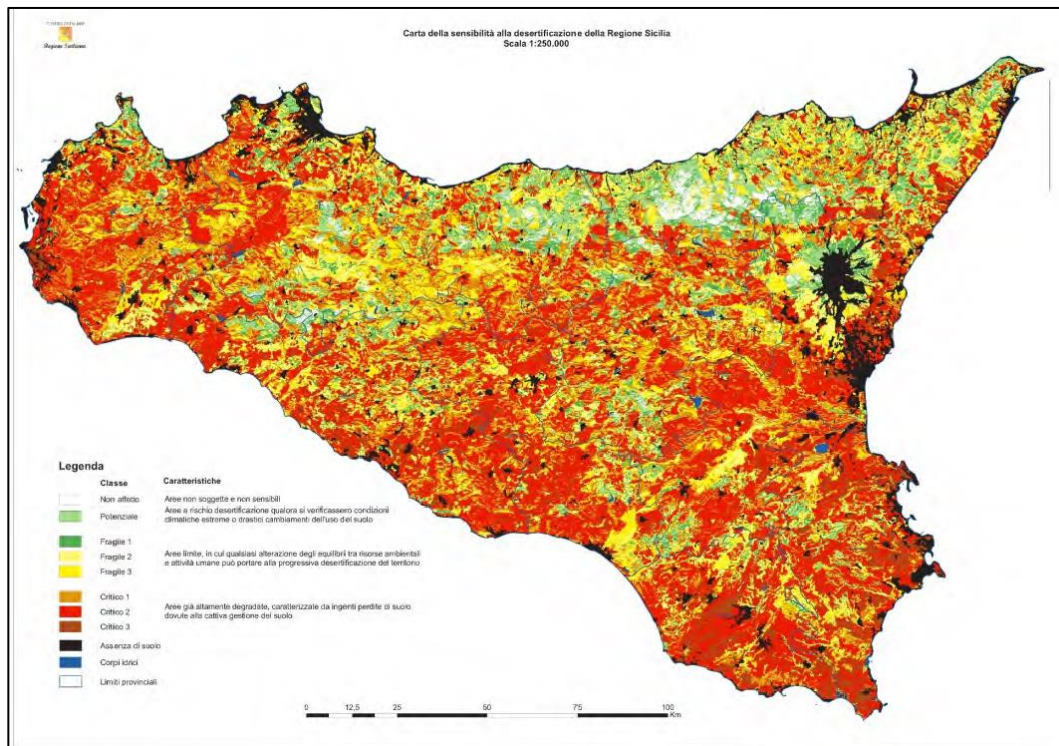 Regione Siciliana
Carta della sensibilità alla desertificazione della Regione Sicilia
Scala 1:250.000
Legenda
Classe
Caratteristiche
Non affetto
Aree non soggette e non sensibili
Potenziale
Aree a rischio desertificazione qualora si verificassero condizioni
climatiche estreme o drastici cambiamenti dell'uso del suolo
Fragile 1
Fragile 2
Fragile 3
Aree limite, in cui qualsiasi alterazione degli equilibri tra risorse ambientali
e attività umane può portare alla progressiva desertificazione del territorio
Critico 1
Critico 2
Critico 3
Aree già altamente degradate, caratterizzate da ingenti perdite di suolo
dovute alla cattiva gestione del suolo
Assenza di suolo
Corpi idrici
Limiti provinciali
0 12,5 25 50 75 100
Km